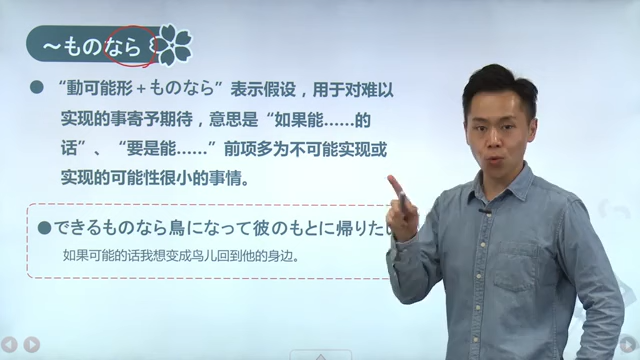 ～ものなら
● “動可能形＋ものなら”表示假设，用于对难以
实现的事寄予期待，意思是“如果能……的
话”、“要是能……”前项多为不可能实现或
实现的可能性很小的事情。
●できるものなら鳥になって彼のもとに帰りたい
如果可能的话我想变成鸟儿回到他的身边。